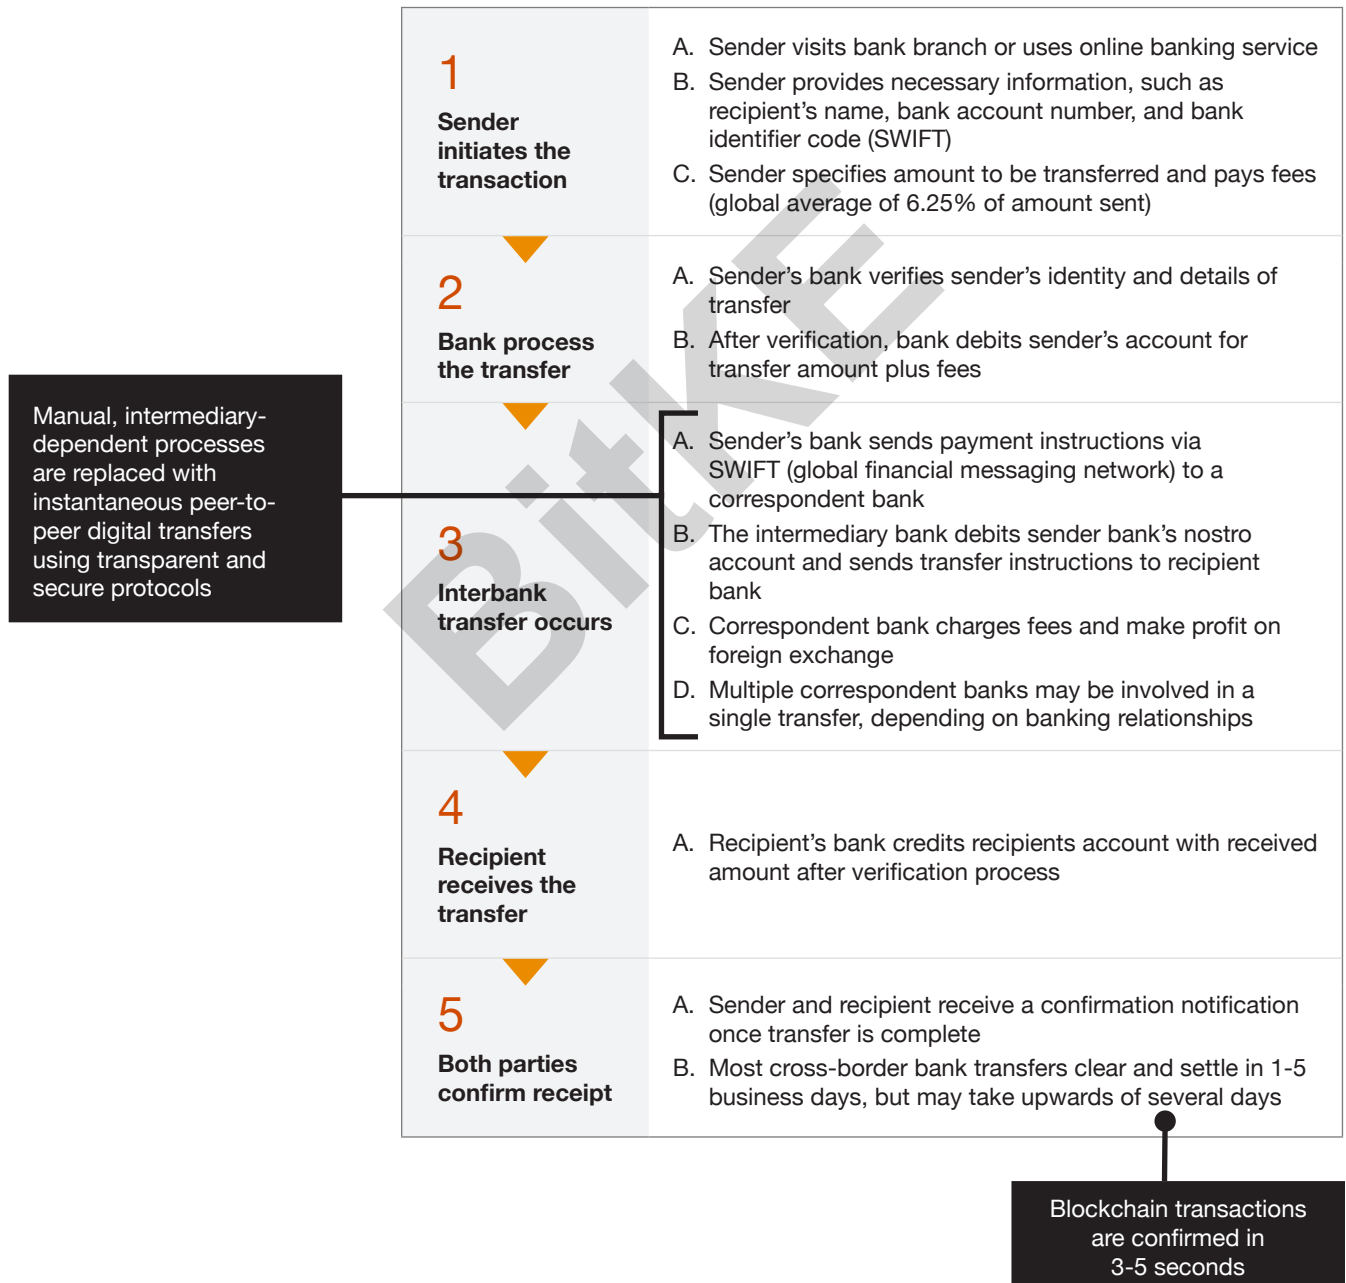 1
Sender
initiates the
transaction
A. Sender visits bank branch or uses online banking service
B. Sender provides necessary information, such as
recipient’s name, bank account number, and bank
identifier code (SWIFT)
C. Sender specifies amount to be transferred and pays fees
(global average of 6.25% of amount sent)
2
Bank process
the transfer
A. Sender’s bank verifies sender’s identity and details of
transfer
B. After verification, bank debits sender’s account for
transfer amount plus fees
Manual, intermediary-
dependent processes
are replaced with
instantaneous peer-to-
peer digital transfers
using transparent and
secure protocols
3
Interbank
transfer occurs
A. Sender’s bank sends payment instructions via
SWIFT (global financial messaging network) to a
correspondent bank
B. The intermediary bank debits sender bank’s nostro
account and sends transfer instructions to recipient
bank
C. Correspondent bank charges fees and make profit on
foreign exchange
D. Multiple correspondent banks may be involved in a
single transfer, depending on banking relationships
4
Recipient
receives the
transfer
A. Recipient’s bank credits recipients account with received
amount after verification process
5
Both parties
confirm receipt
A. Sender and recipient receive a confirmation notification
once transfer is complete
B. Most cross-border bank transfers clear and settle in 1-5
business days, but may take upwards of several days
Blockchain transactions
are confirmed in
3-5 seconds
BitKE